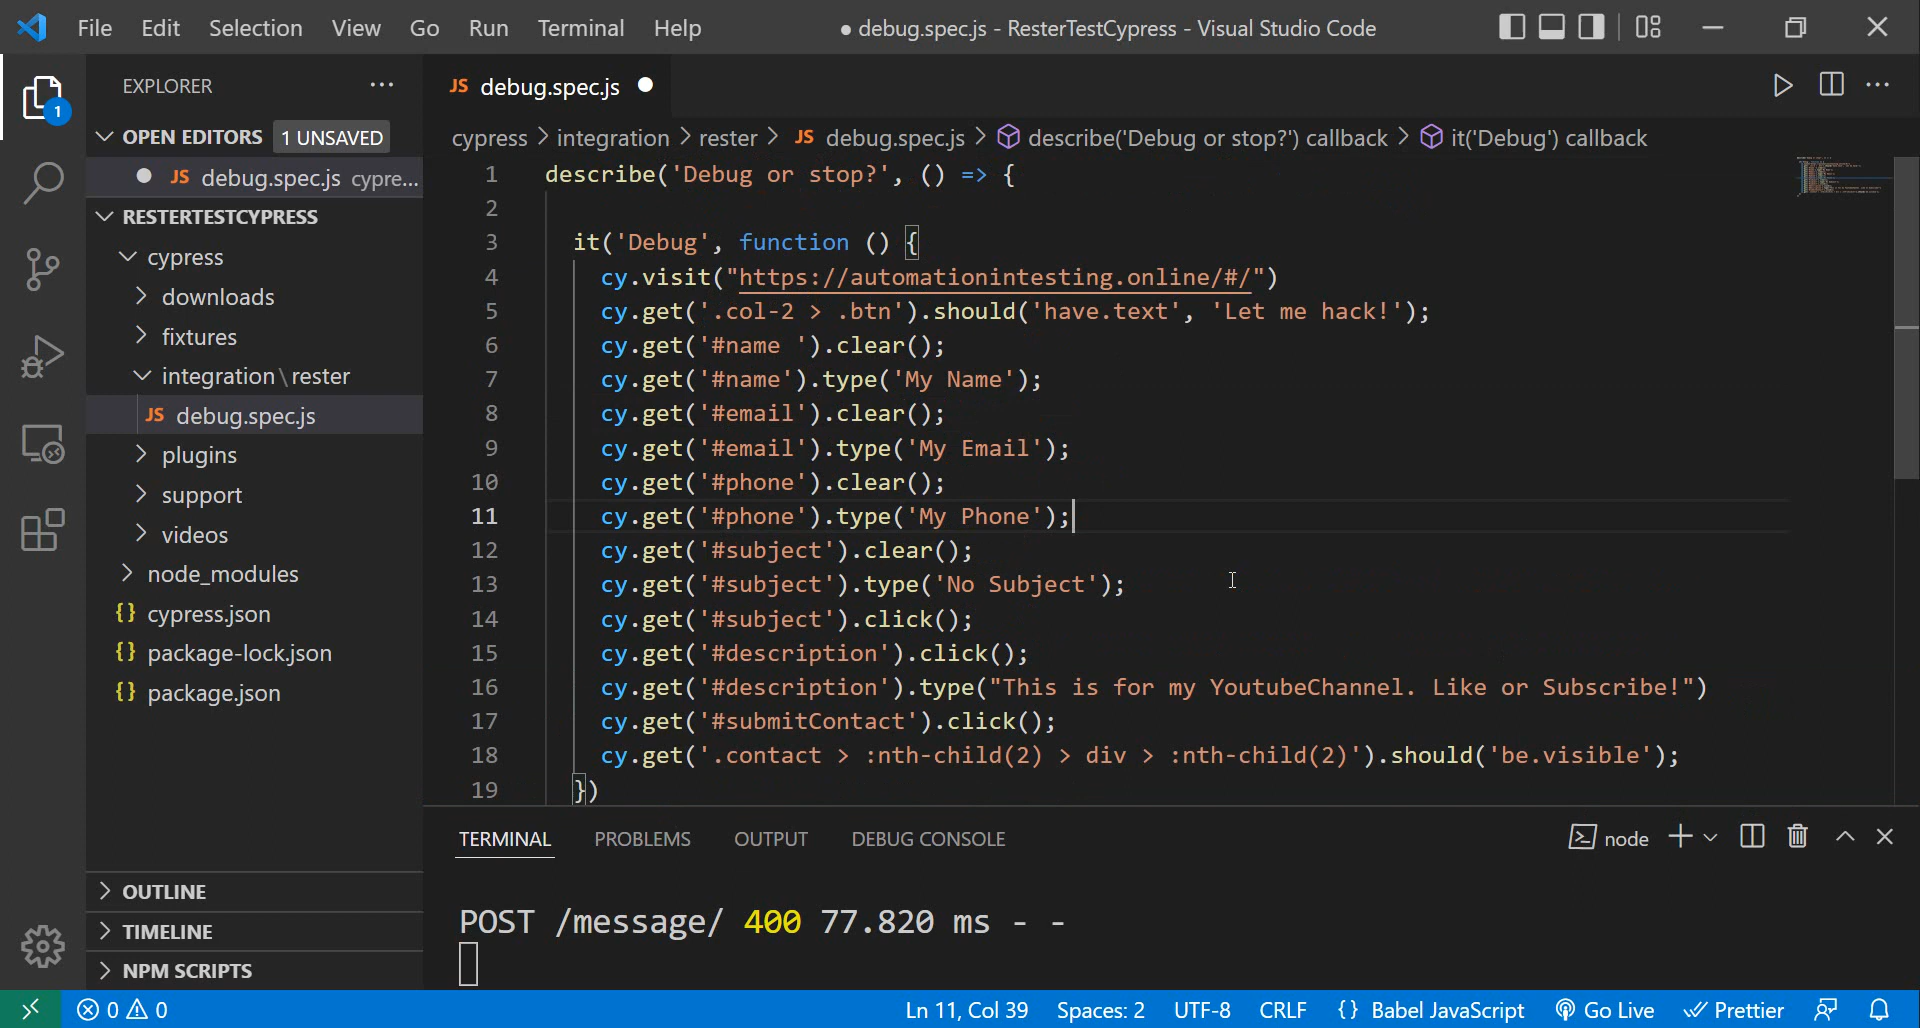 File Edit Selection View Go Run Terminal Help
● debug.spec.js - ResterTestCypress - Visual Studio Code
EXPLORER
OPEN EDITORS 1 UNSAVED
JS debug.spec.js cypre...
RESTERTESTCYPRESS
cypress
downloads
fixtures
integration \ rester
JS debug.spec.js
plugins
support
videos
node_modules
{} cypress.json
{} package-lock.json
{} package.json
OUTLINE
TIMELINE
NPM SCRIPTS
1
JS debug.spec.js ●
cypress > integration > rester > JS debug.spec.js > describe('Debug or stop?') callback > it('Debug') callback
1 describe('Debug or stop?', () => {
2
3 it('Debug', function () {
4 cy.visit("https://automationintesting.online/#/")
5 cy.get('.col-2 > .btn').should('have.text', 'Let me hack!');
6 cy.get('#name ').clear();
7 cy.get('#name').type('My Name');
8 cy.get('#email').clear();
9 cy.get('#email').type('My Email');
10 cy.get('#phone').clear();
11 cy.get('#phone').type('My Phone');
12 cy.get('#subject').clear();
13 cy.get('#subject').type('No Subject');
14 cy.get('#subject').click();
15 cy.get('#description').click();
16 cy.get('#description').type("This is for my YoutubeChannel. Like or Subscribe!")
17 cy.get('#submitContact').click();
18 cy.get('.contact > :nth-child(2) > div > :nth-child(2)').should('be.visible');
19 })
TERMINAL PROBLEMS OUTPUT DEBUG CONSOLE
node
POST /message/ 400 77.820 ms - -
0 0
Ln 11, Col 39 Spaces: 2 UTF-8 CRLF {} Babel JavaScript Go Live Prettier